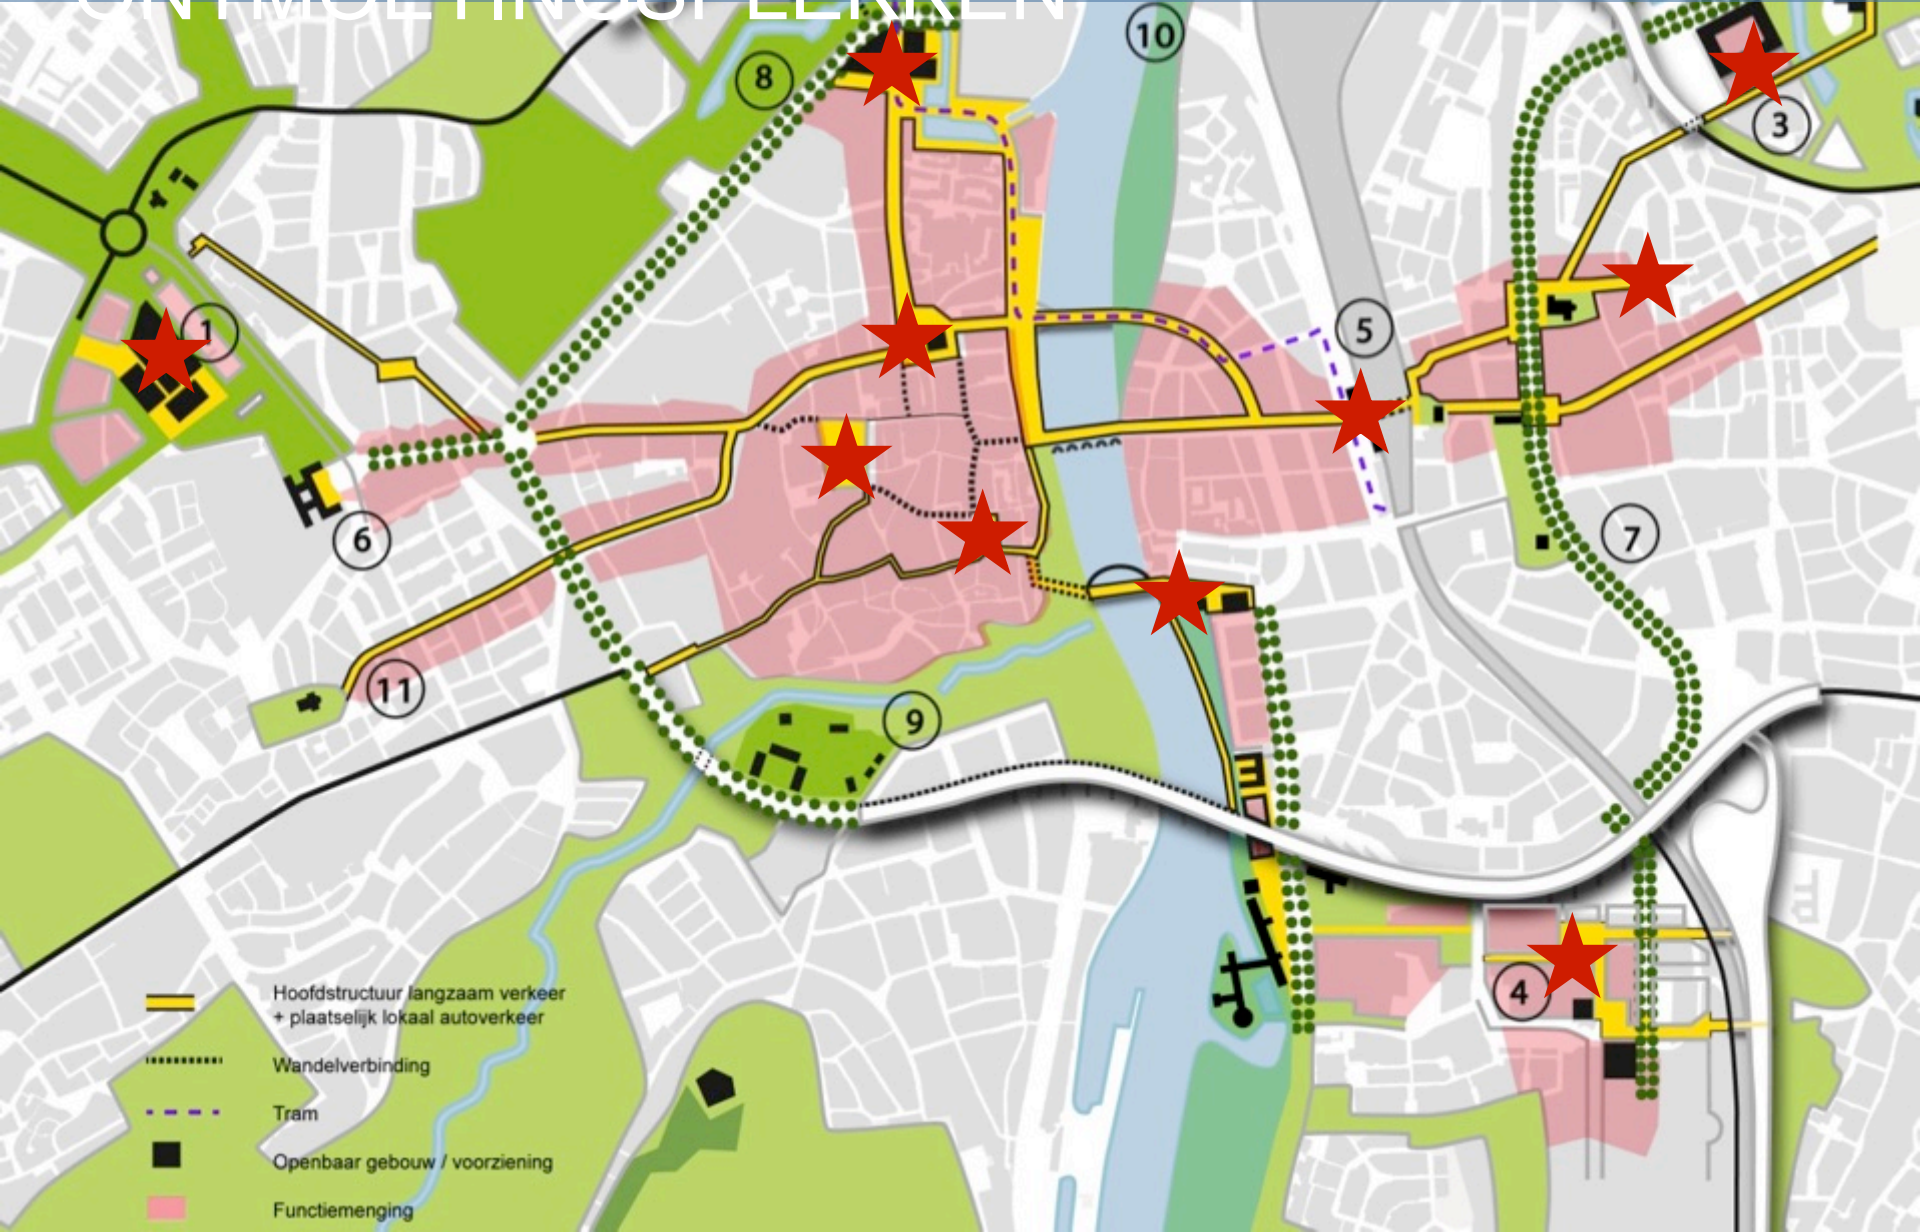 ONTMOETINGSPLEKKEN
10
8
3
1
5
6
7
11
9
4
Hoofdstructuur langzaam verkeer
+ plaatselijk lokaal autoverkeer
Wandelverbinding
Tram
Openbaar gebouw / voorziening
Functiemenging